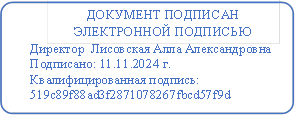 ДОКУМЕНТ ПОДПИСАН
ЭЛЕКТРОННОЙ ПОДПИСЬЮ
Директор Лисовская Алла Александровна
Подписано: 11.11.2024 г.
Квалифицированная подпись:
519c89f88ad3f2871078267fbcd57f9d